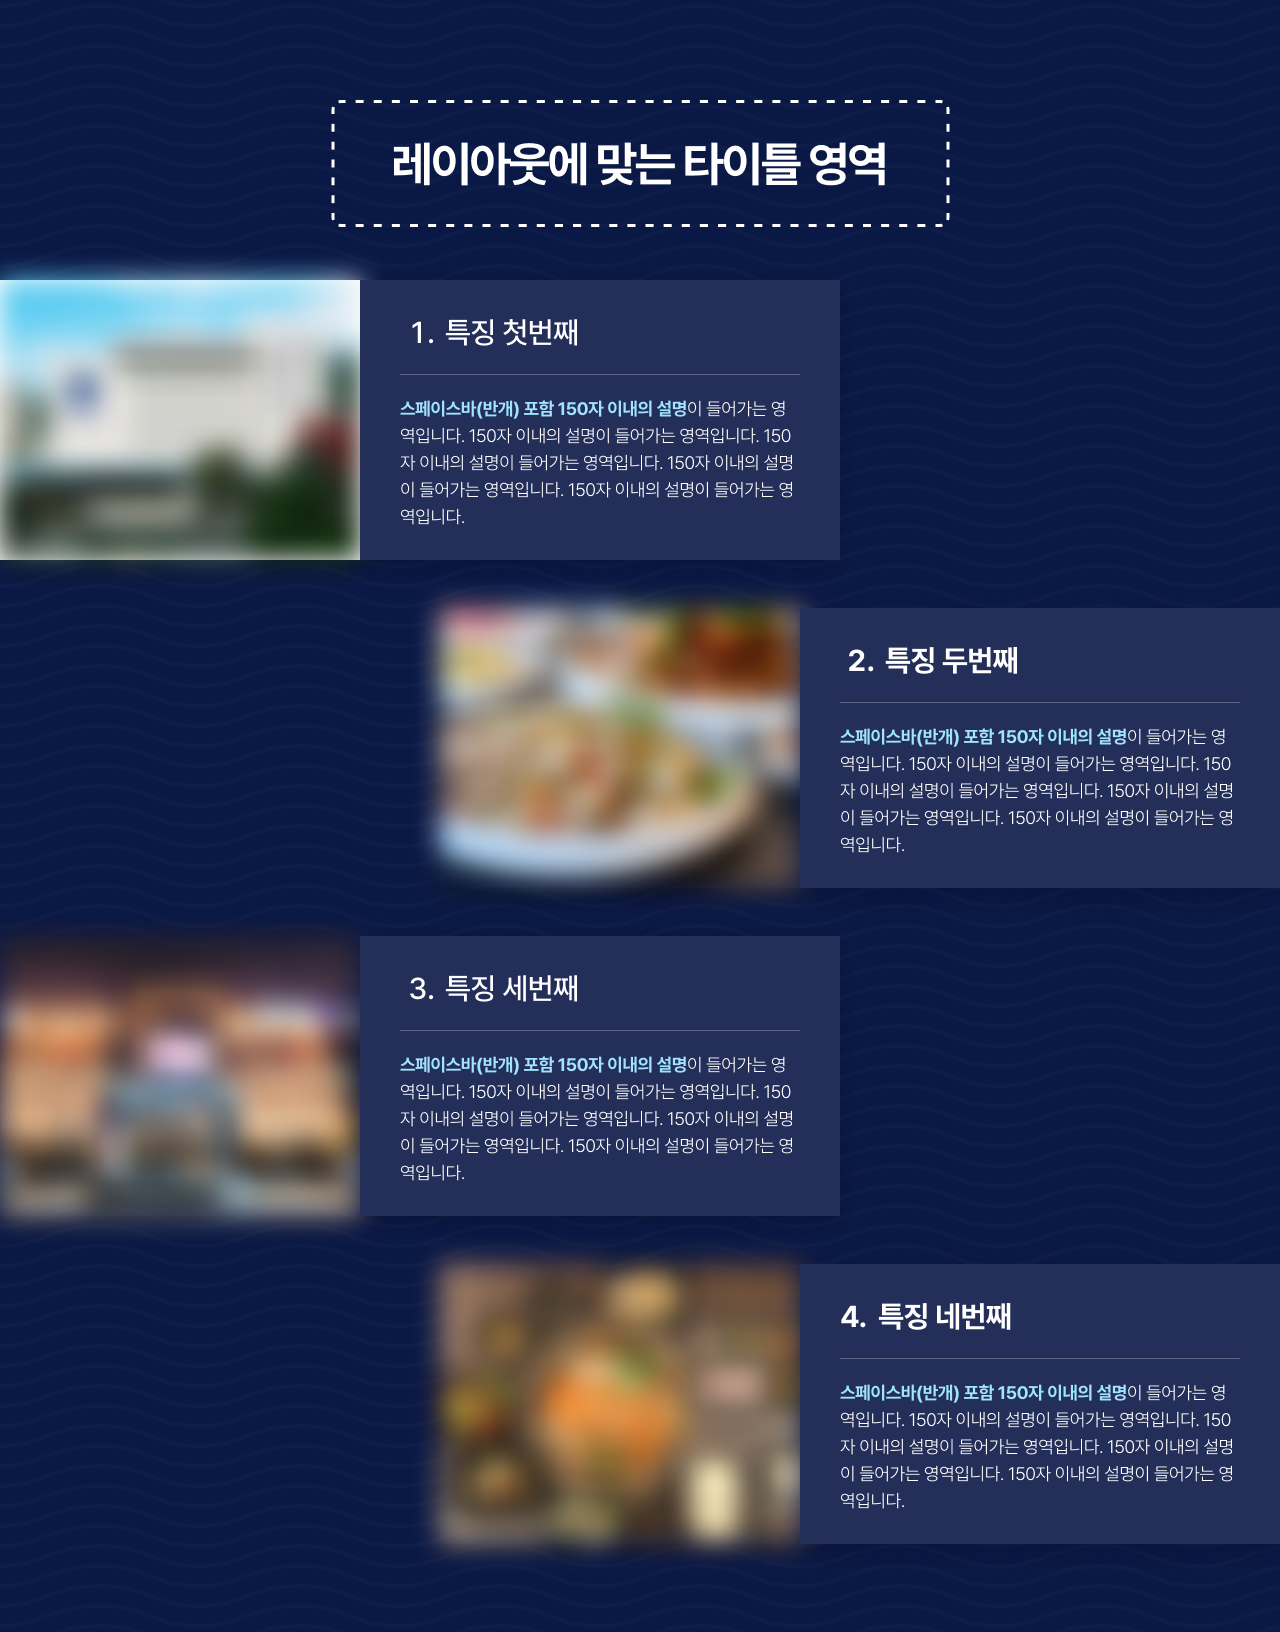 레이아웃에 맞는 타이틀 영역
1. 특징 첫번째
스페이스바(반개) 포함 150자 이내의 설명이 들어가는 영
역입니다. 150자 이내의 설명이 들어가는 영역입니다. 150
자 이내의 설명이 들어가는 영역입니다. 150자 이내의 설명
이 들어가는 영역입니다. 150자 이내의 설명이 들어가는 영
역입니다.
2. 특징 두번째
스페이스바(반개) 포함 150자 이내의 설명이 들어가는 영
역입니다. 150자 이내의 설명이 들어가는 영역입니다. 150
자 이내의 설명이 들어가는 영역입니다. 150자 이내의 설명
이 들어가는 영역입니다. 150자 이내의 설명이 들어가는 영
역입니다.
3. 특징 세번째
스페이스바(반개) 포함 150자 이내의 설명이 들어가는 영
역입니다. 150자 이내의 설명이 들어가는 영역입니다. 150
자 이내의 설명이 들어가는 영역입니다. 150자 이내의 설명
이 들어가는 영역입니다. 150자 이내의 설명이 들어가는 영
역입니다.
4. 특징 네번째
스페이스바(반개) 포함 150자 이내의 설명이 들어가는 영
역입니다. 150자 이내의 설명이 들어가는 영역입니다. 150
자 이내의 설명이 들어가는 영역입니다. 150자 이내의 설명
이 들어가는 영역입니다. 150자 이내의 설명이 들어가는 영
역입니다.